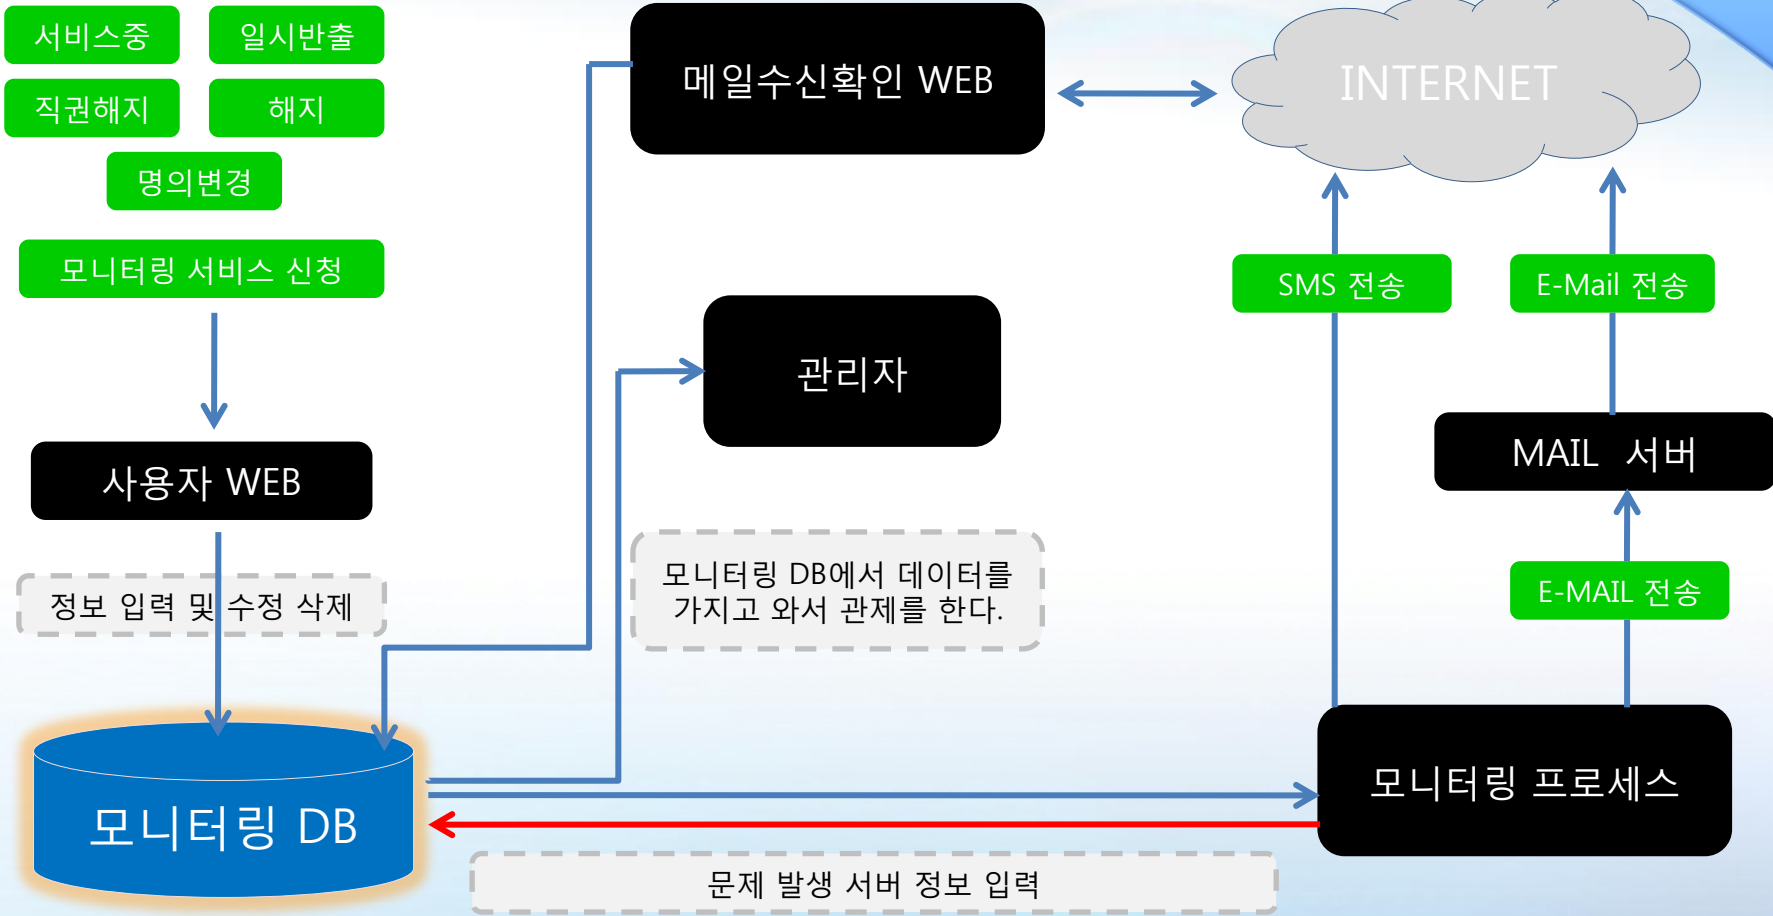 서비스중
일시반출
직권해지
해지
명의변경
모니터링 서비스 신청
사용자 WEB
정보 입력 및 수정 삭제
모니터링 DB
메일수신확인 WEB
관리자
모니터링 DB에서 데이터를
가지고 와서 관제를 한다.
INTERNET
SMS 전송
E-Mail 전송
MAIL 서버
E-MAIL 전송
모니터링 프로세스
문제 발생 서버 정보 입력